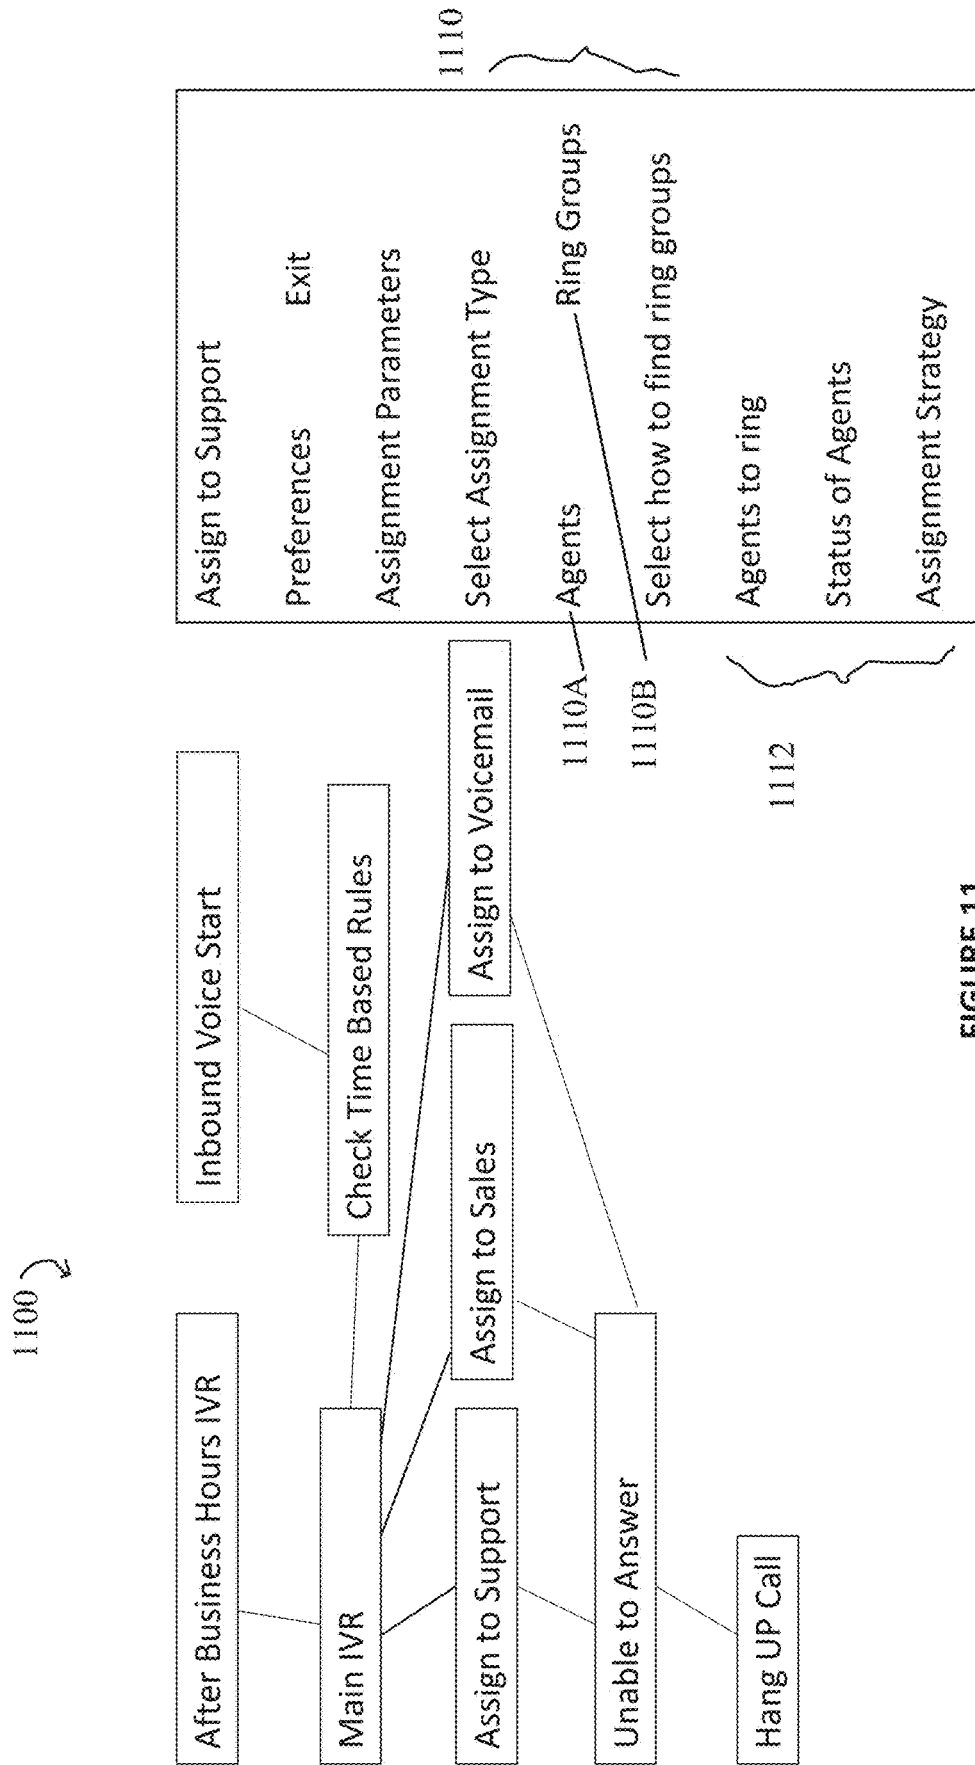 1100
After Business Hours IVR
Inbound Voice Start
Main IVR
Check Time Based Rules
Assign to Support
Assign to Sales
Assign to Voicemail
Unable to Answer
Hang UP Call
Assign to Support
Preferences Exit
Assignment Parameters
Select Assignment Type
Agents Ring Groups
Select how to find ring groups
Agents to ring
Status of Agents
Assignment Strategy
1110
1110A
1110B
1112
FIGURE 11